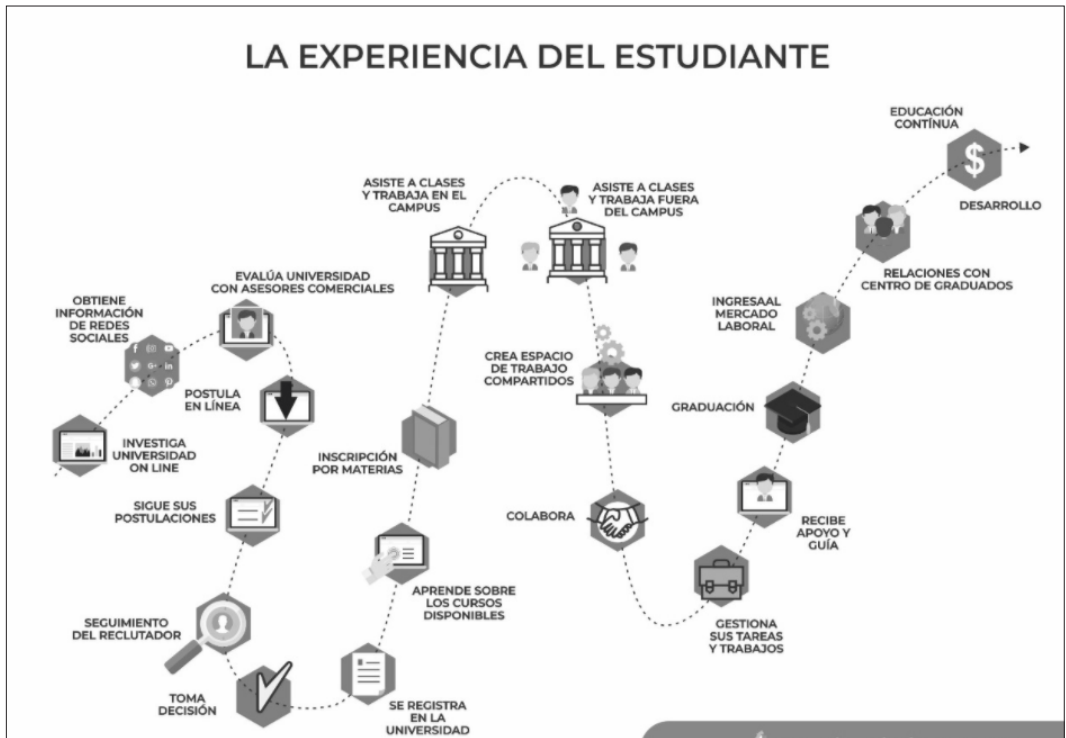 LA EXPERIENCIA DEL ESTUDIANTE
INVESTIGA
UNIVERSIDAD
ON LINE
OBTIENE
INFORMACIÓN
DE REDES
SOCIALES
EVALÚA UNIVERSIDAD
CON ASESORES COMERCIALES
POSTULA
EN LÍNEA
SIGUE SUS
POSTULACIONES
SEGUIMIENTO
DEL RECLUTADOR
TOMA
DECISIÓN
SE REGISTRA
EN LA
UNIVERSIDAD
APRENDE SOBRE
LOS CURSOS
DISPONIBLES
INSCRIPCIÓN
POR MATERIAS
ASISTE A CLASES
Y TRABAJA EN EL
CAMPUS
ASISTE A CLASES
Y TRABAJA FUERA
DEL CAMPUS
CREA ESPACIO
DE TRABAJO
COMPARTIDOS
COLABORA
GESTIONA
SUS TAREAS
Y TRABAJOS
RECIBE
APOYO Y
GUÍA
GRADUACIÓN
INGRESAAL
MERCADO
LABORAL
RELACIONES CON
CENTRO DE GRADUADOS
EDUCACIÓN
CONTÍNUA
$
DESARROLLO